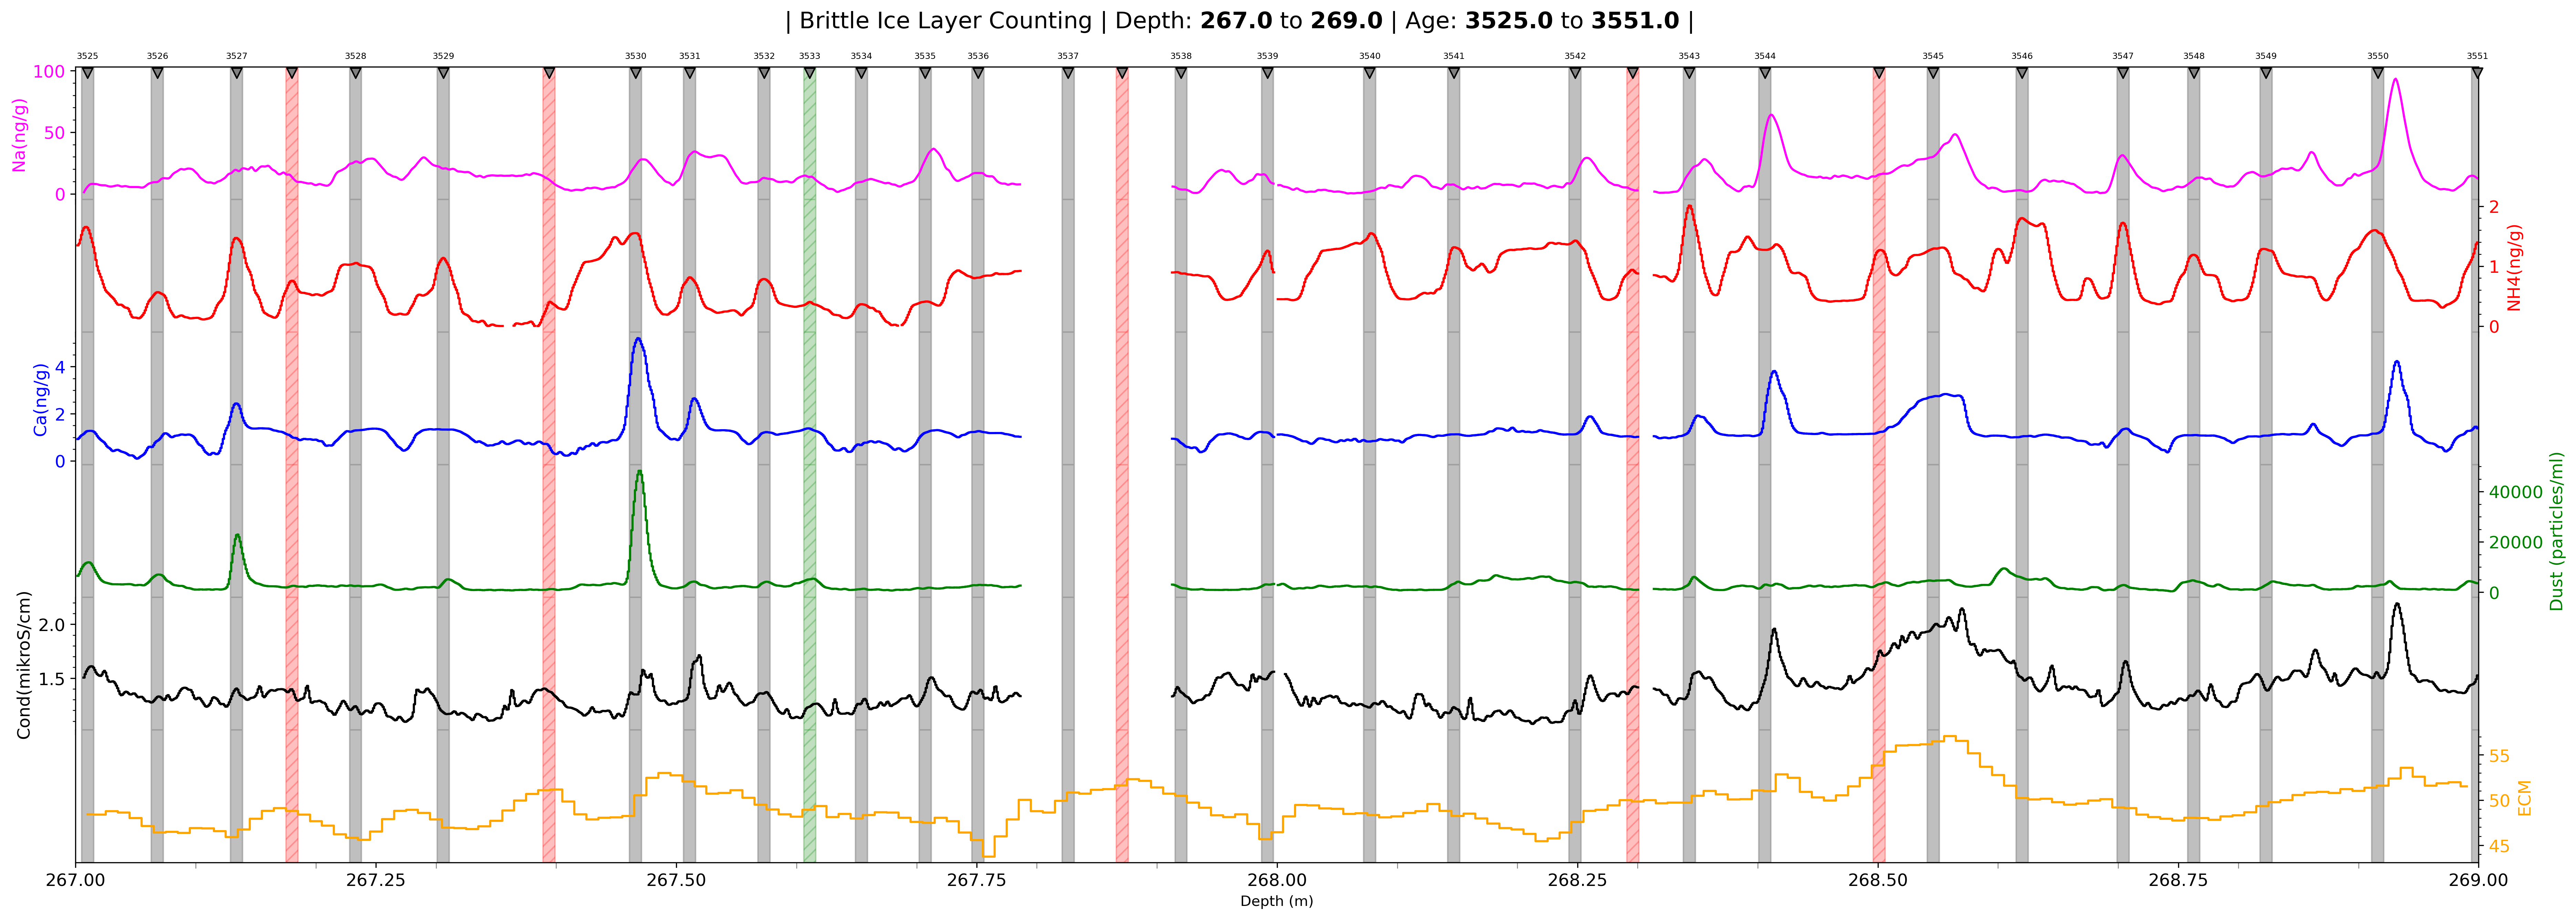 | Brittle Ice Layer Counting | Depth: 267.0 to 269.0 | Age: 3525.0 to 3551.0 |
3525 3526 3527 3528 3529 3530 3531 3532 3533 3534 3535 3536 3537 3538 3539 3540 3541 3542 3543 3544 3545 3546 3547 3548 3549 3550 3551
Na(ng/g)
100
50
0
NH4(ng/g)
2
1
0
Ca(ng/g)
4
2
0
Dust (particles/ml)
40000
20000
0
Cond(mikroS/cm)
2.0
1.5
ECM
55
50
45
267.00 267.25 267.50 267.75 268.00 268.25 268.50 268.75 269.00
Depth (m)